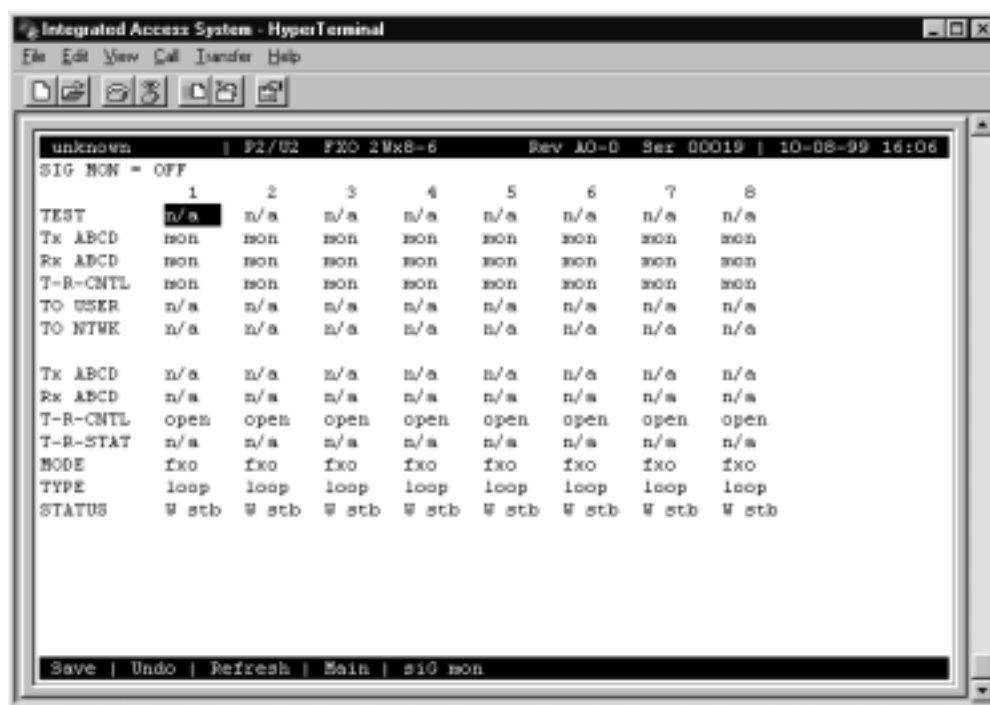 Integrated Access System - HyperTerminal
File Edit View Call Transfer Help
unknown | P2/U2 FXO 2Wx8-6 Rev A0-0 Ser 00019 | 10-08-99 16:06
SIG MON = OFF
1 2 3 4 5 6 7 8
TEST n/a n/a n/a n/a n/a n/a n/a n/a
Tx ABCD mon mon mon mon mon mon mon mon
Rx ABCD mon mon mon mon mon mon mon mon
T-R-CNTL mon mon mon mon mon mon mon mon
TO USER n/a n/a n/a n/a n/a n/a n/a n/a
TO NTWK n/a n/a n/a n/a n/a n/a n/a n/a
Tx ABCD n/a n/a n/a n/a n/a n/a n/a n/a
Rx ABCD n/a n/a n/a n/a n/a n/a n/a n/a
T-R-CNTL open open open open open open open open
T-R-STAT n/a n/a n/a n/a n/a n/a n/a n/a
MODE fxo fxo fxo fxo fxo fxo fxo fxo
TYPE loop loop loop loop loop loop loop loop
STATUS W stb W stb W stb W stb W stb W stb W stb W stb
Save | Undo | Refresh | Main | siG mon